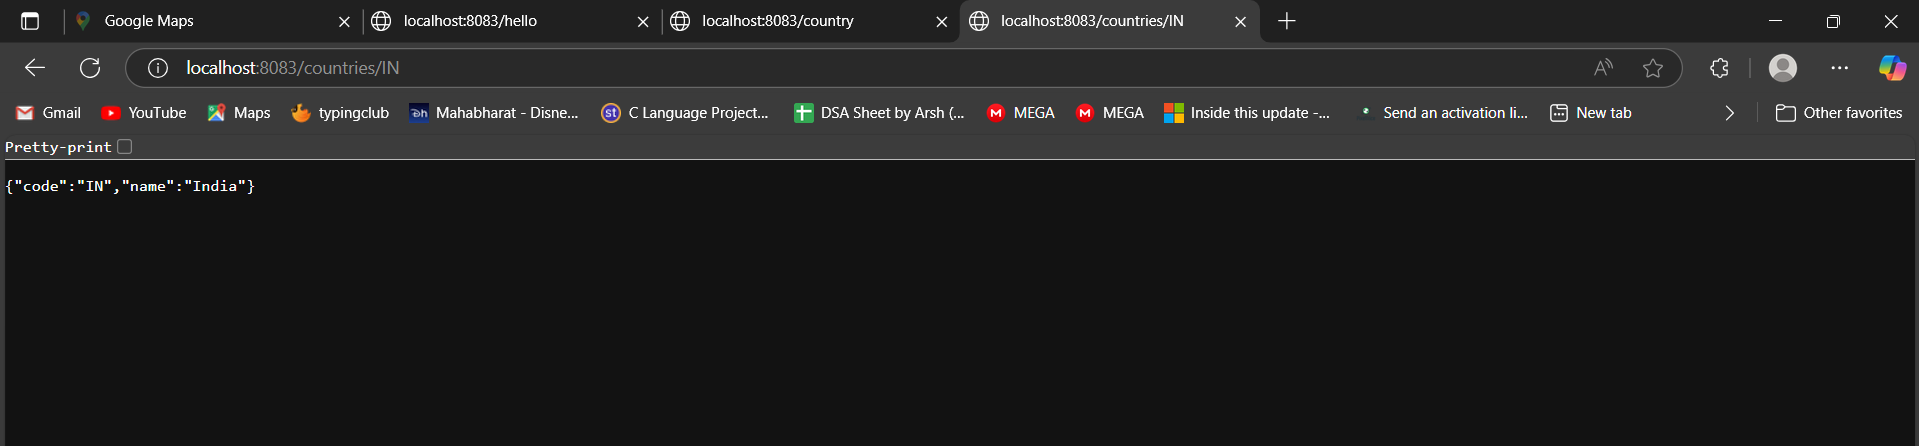 Google Maps
localhost:8083/hello
localhost:8083/country
localhost:8083/countries/IN
localhost:8083/countries/IN
A))
Gmail
YouTube
Maps
typingclub
dh
Mahabharat - Disne...
st
C Language Project...
DSA Sheet by Arsh (...
M
MEGA
M
MEGA
Inside this update -...
Send an activation li...
New tab
Other favorites
Pretty-print
{"code":"IN","name":"India"}